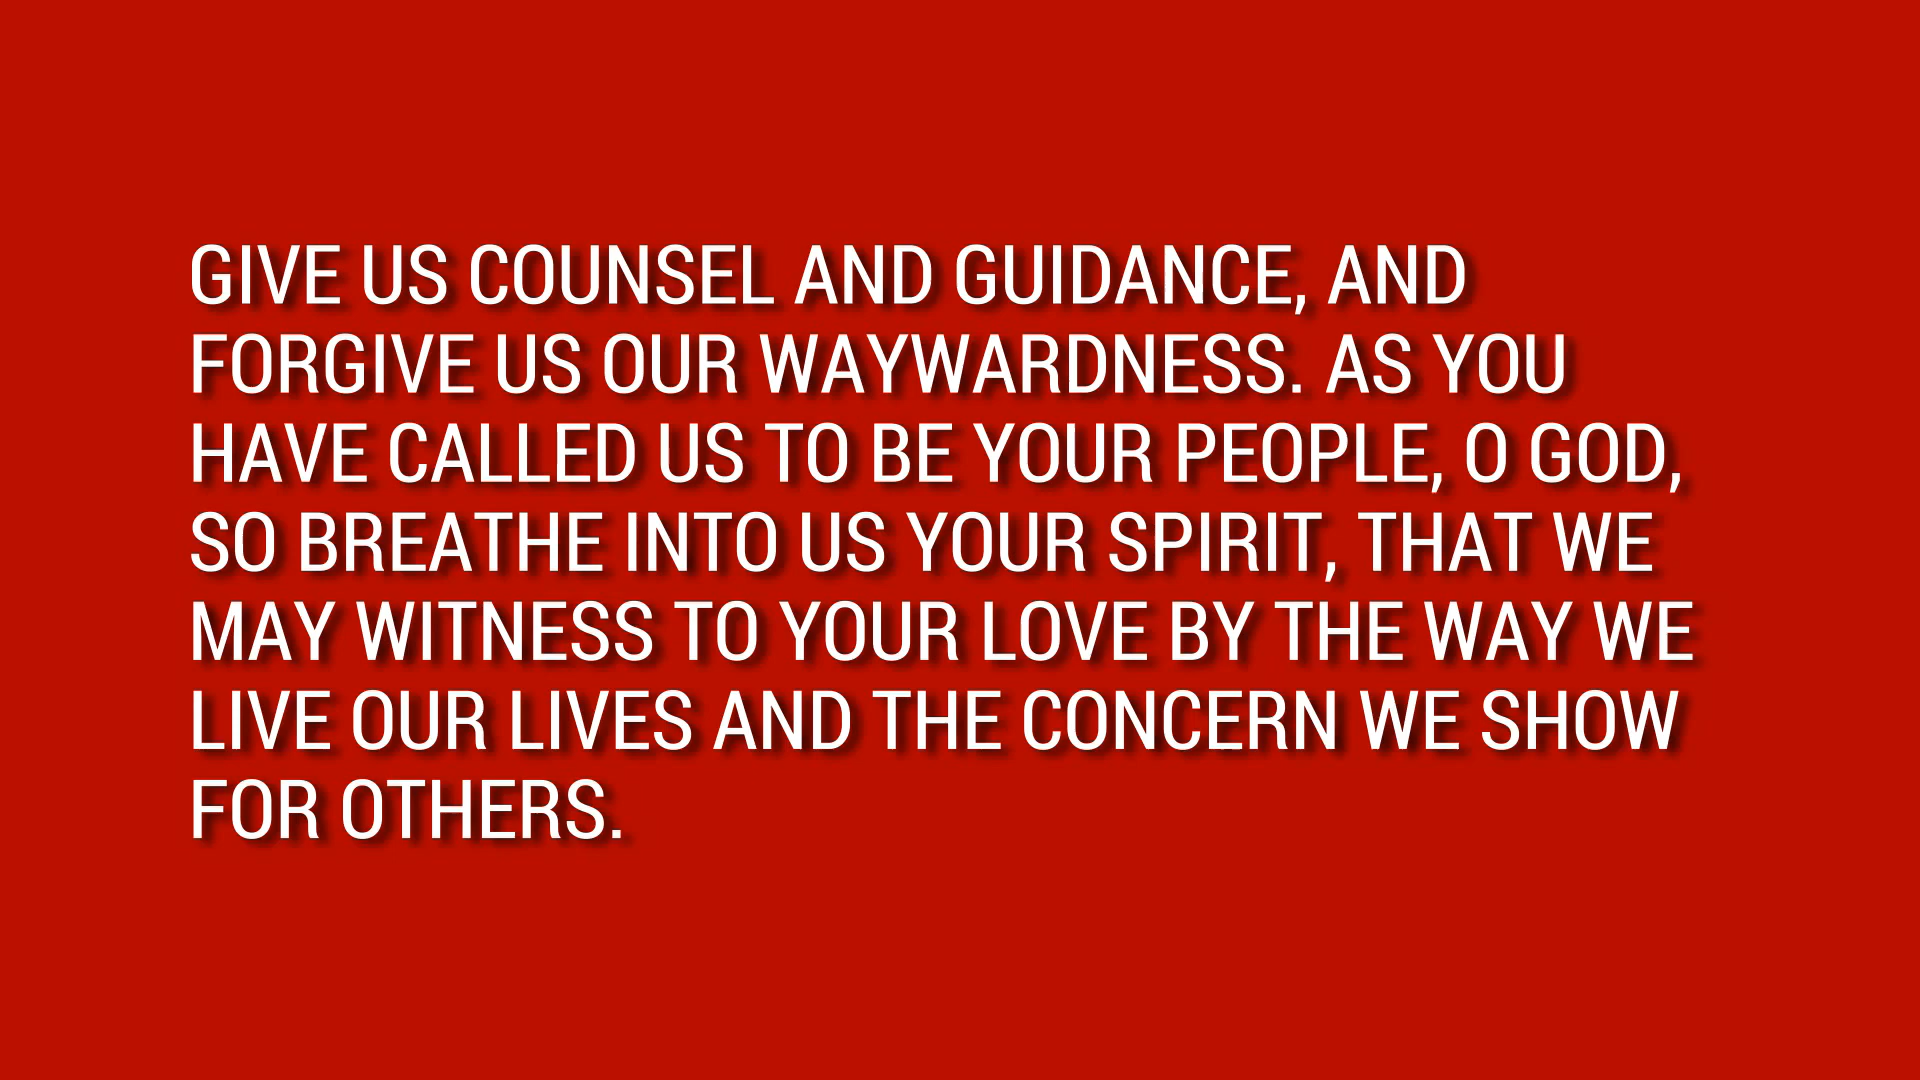 GIVE US COUNSEL AND GUIDANCE, AND
FORGIVE US OUR WAYWARDNESS. AS YOU
HAVE CALLED US TO BE YOUR PEOPLE, O GOD,
SO BREATHE INTO US YOUR SPIRIT, THAT WE
MAY WITNESS TO YOUR LOVE BY THE WAY WE
LIVE OUR LIVES AND THE CONCERN WE SHOW
FOR OTHERS.